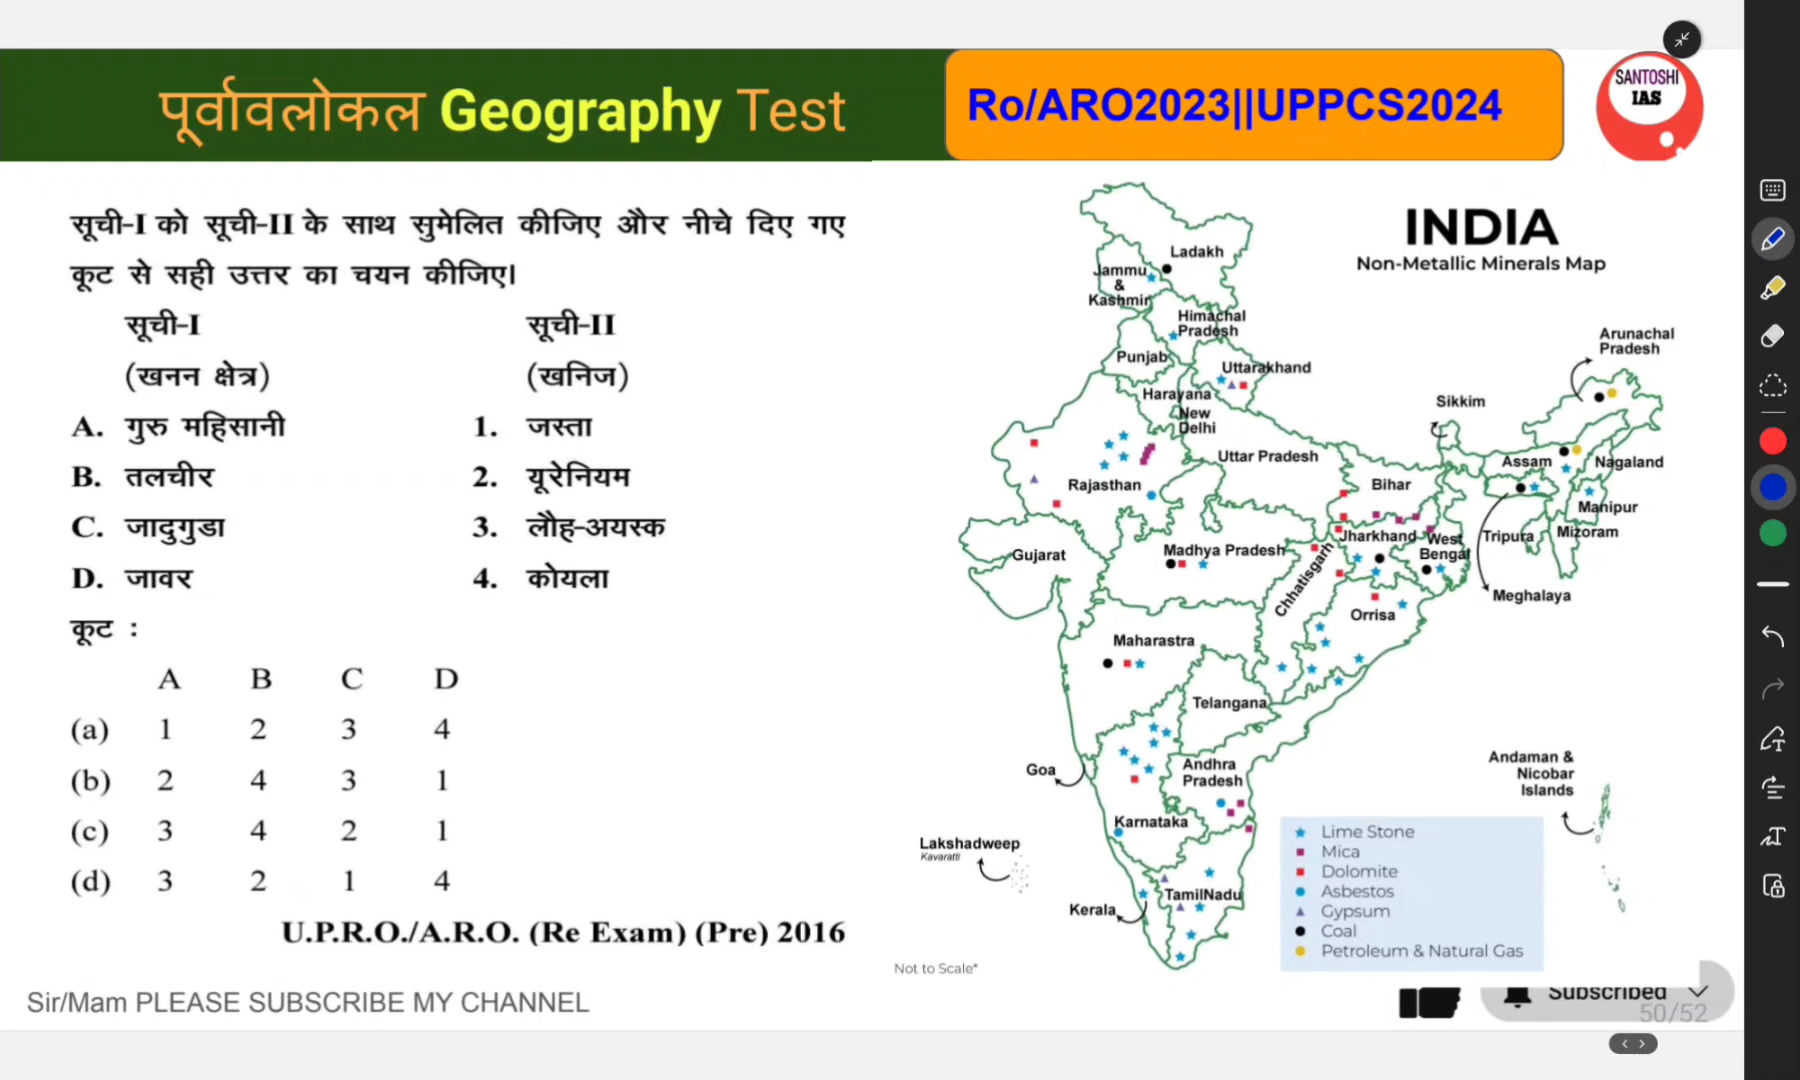 पूर्वावलोकल Geography Test
Ro/ARO2023||UPPCS2024
SANTOSHI
IAS
सूची-I को सूची-II के साथ सुमेलित कीजिए और नीचे दिए गए
कूट से सही उत्तर का चयन कीजिए।
सूची-I सूची-II
(खनन क्षेत्र) (खनिज)
A. गुरु महिसानी 1. जस्ता
B. तलचीर 2. यूरेनियम
C. जादुगुडा 3. लौह-अयस्क
D. जावर 4. कोयला
कूट :
A B C D
(a) 1 2 3 4
(b) 2 4 3 1
(c) 3 4 2 1
(d) 3 2 1 4
U.P.R.O./A.R.O. (Re Exam) (Pre) 2016
INDIA
Non-Metallic Minerals Map
Ladakh
Jammu
&
Kashmir
Himachal
Pradesh
Punjab
Uttarakhand
Harayana
New
Delhi
Arunachal
Pradesh
Sikkim
Uttar Pradesh
Rajasthan
Bihar
Assam
Nagaland
Manipur
Mizoram
Tripura
Meghalaya
Gujarat
Madhya Pradesh
Jharkhand
West
Bengal
Chhatisgarh
Orrisa
Maharastra
Telangana
Goa
Andhra
Pradesh
Karnataka
Andaman &
Nicobar
Islands
Lakshadweep
Kavaratti
Kerala
TamilNadu
Lime Stone
Mica
Dolomite
Asbestos
Gypsum
Coal
Petroleum & Natural Gas
Not to Scale*
Sir/Mam PLEASE SUBSCRIBE MY CHANNEL
Subscribed
50/52